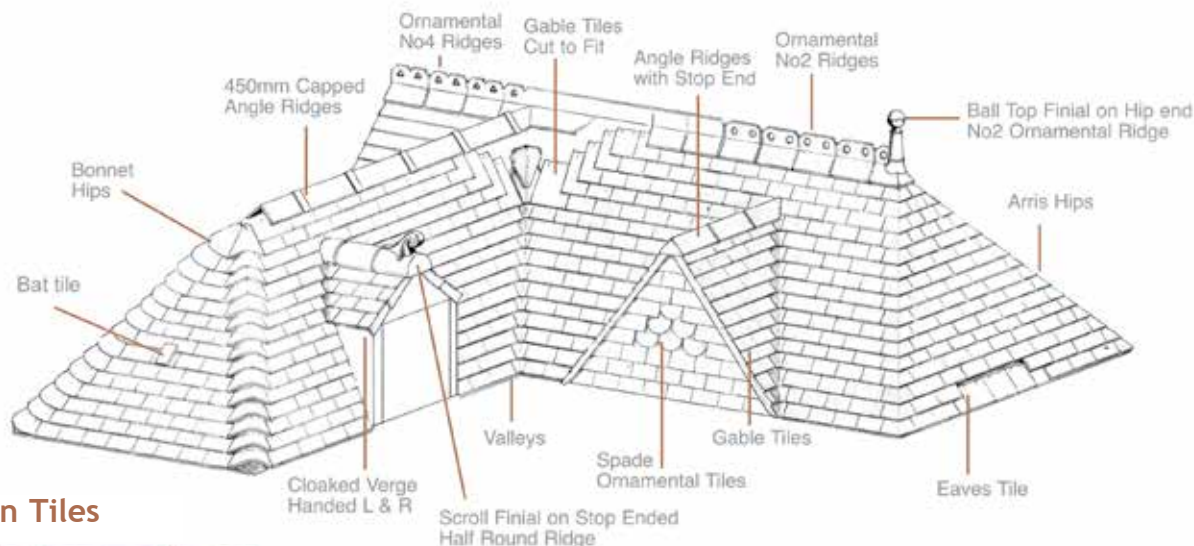 Ornamental
No4 Ridges
Gable Tiles
Cut to Fit
Angle Ridges
with Stop End
Ornamental
No2 Ridges
450mm Capped
Angle Ridges
Ball Top Finial on Hip end
No2 Ornamental Ridge
Bonnet
Hips
Arris Hips
Bat tile
Valleys
Gable Tiles
Spade
Ornamental Tiles
Eaves Tile
Cloaked Verge
Handed L & R
Scroll Finial on Stop Ended
Half Round Ridge
n Tiles